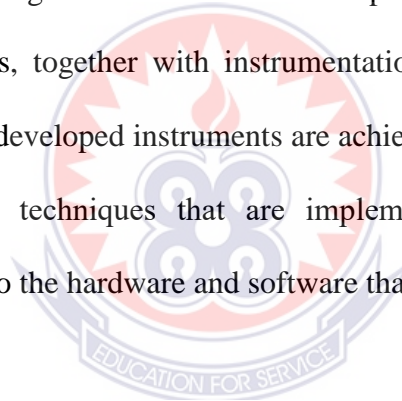 s, together with instrumentatio
developed instruments are achie
techniques that are implem
o the hardware and software tha
EDUCATION FOR SERVICE